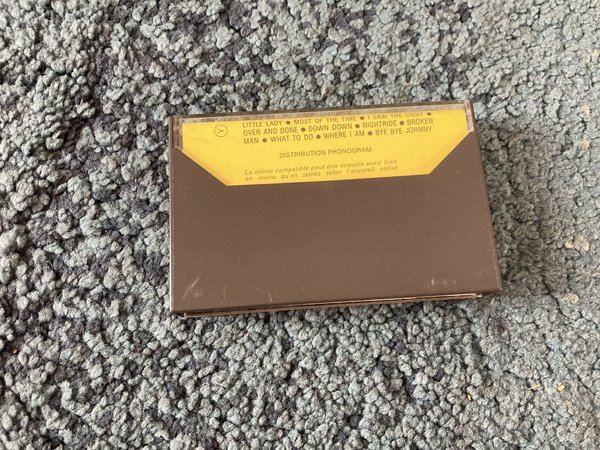 LITTLE LADY ● MOST OF THE TIME ● I SAW THE LIGHT ●
OVER AND DONE ● DOWN DOWN ● NIGHTRIDE ● BROKEN
MAN ● WHAT TO DO ● WHERE I AM ● BYE BYE JOHNNY
DISTRIBUTION PHONOGRAM
La stéréo compatible peut être écoutée aussi bien
en mono qu'en stéréo selon l'appareil utilisé